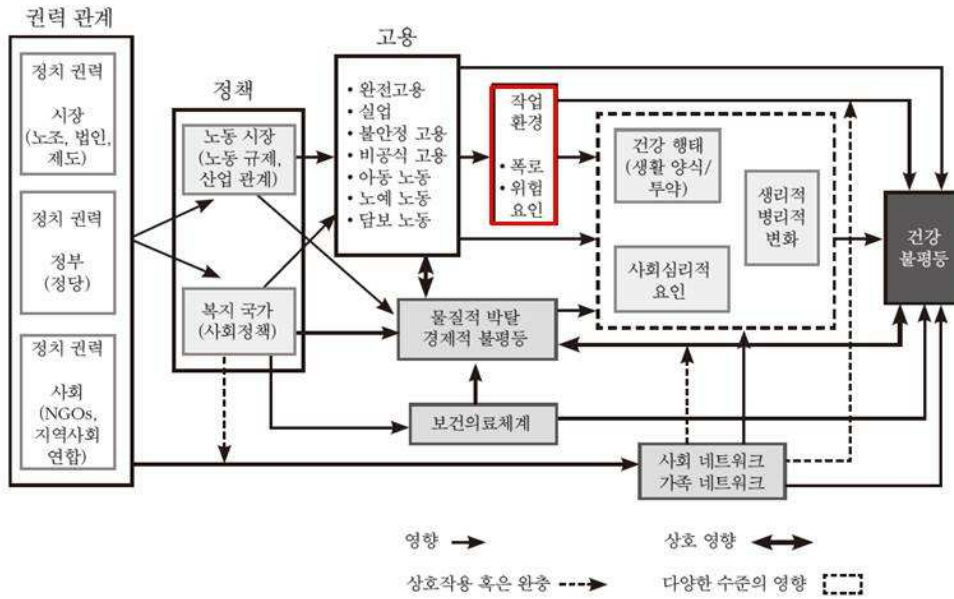 권력 관계
정치 권력
시장
(노조, 법인,
제도)
정치 권력
정부
(정당)
정치 권력
사회
(NGOs,
지역사회
연합)
정책
노동 시장
(노동 규제,
산업 관계)
복지 국가
(사회정책)
고용
• 완전고용
• 실업
• 불안정 고용
• 비공식 고용
• 아동 노동
• 노예 노동
• 담보 노동
작업
환경
• 폭로
• 위험
요인
물질적 박탈
경제적 불평등
보건의료체계
건강 행태
(생활 양식/
투약)
사회심리적
요인
생리적
병리적
변화
사회 네트워크
가족 네트워크
건강
불평등
영향
상호 영향
상호작용 혹은 완충
다양한 수준의 영향